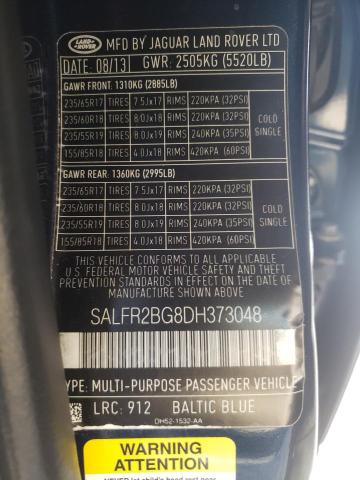 LAND ROVER
MFD BY JAGUAR LAND ROVER LTD
DATE: 08/13 GWR: 2505KG (5520LB)
GAWR FRONT: 1310KG (2885LB)
235/65R17 TIRES 7.5Jx17 RIMS 220KPA (32PSI)
235/60R18 TIRES 8.0Jx18 RIMS 220KPA (32PSI)
235/55R19 TIRES 8.0Jx19 RIMS 240KPA (35PSI)
155/85R18 TIRES 4.0Jx18 RIMS 420KPA (60PSI)
COLD SINGLE
GAWR REAR: 1360KG (2995LB)
235/65R17 TIRES 7.5Jx17 RIMS 220KPA (32PSI)
235/60R18 TIRES 8.0Jx18 RIMS 220KPA (32PSI)
235/55R19 TIRES 8.0Jx19 RIMS 240KPA (35PSI)
155/85R18 TIRES 4.0Jx18 RIMS 420KPA (60PSI)
COLD SINGLE
THIS VEHICLE CONFORMS TO ALL APPLICABLE
U.S. FEDERAL MOTOR VEHICLE SAFETY AND THEFT
PREVENTION STANDARDS IN EFFECT ON THE DATE OF
MANUFACTURE SHOWN ABOVE
SALFR2BG8DH373048
TYPE: MULTI-PURPOSE PASSENGER VEHICLE
LRC: 912 BALTIC BLUE
DH52-1532-AA
WARNING
ATTENTION